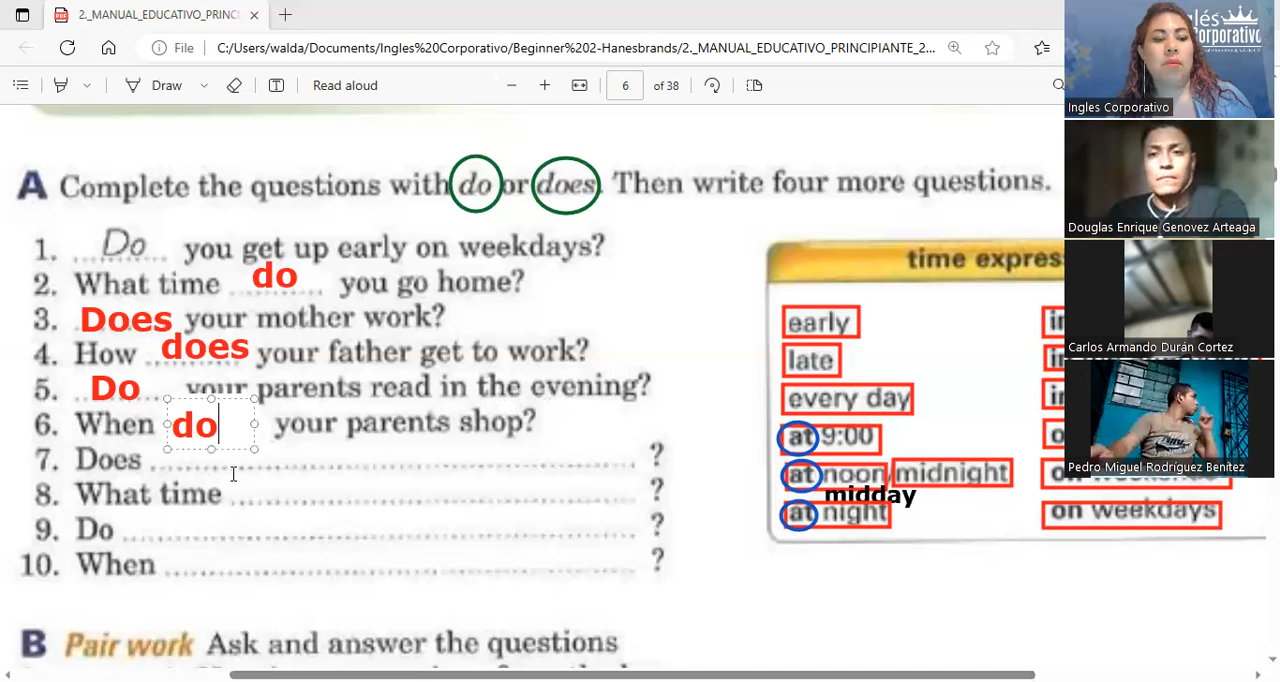 2._MANUAL_EDUCATIVO_PRINCI
File
C:/Users/walda/Documents/Ingles%20Corporativo/Beginner%202-Hanesbrands/2._MANUAL_EDUCATIVO_PRINCIPIANTE_2...
Draw
Read aloud
6 of 38
A Complete the questions with do or does. Then write four more questions.
1. Do you get up early on weekdays?
2. What time do you go home?
3. Does your mother work?
4. How does your father get to work?
5. Do your parents read in the evening?
6. When do your parents shop?
7. Does ?
8. What time ?
9. Do ?
10. When ?
B Pair work Ask and answer the questions
time expres
early
late
every day
at 9:00
at noon/midnight
midday
at night
on weekdays
Inglés Corporativo
Ingles Corporativo
Douglas Enrique Genovez Arteaga
Carlos Armando Durán Cortez
Pedro Miguel Rodríguez Benítez